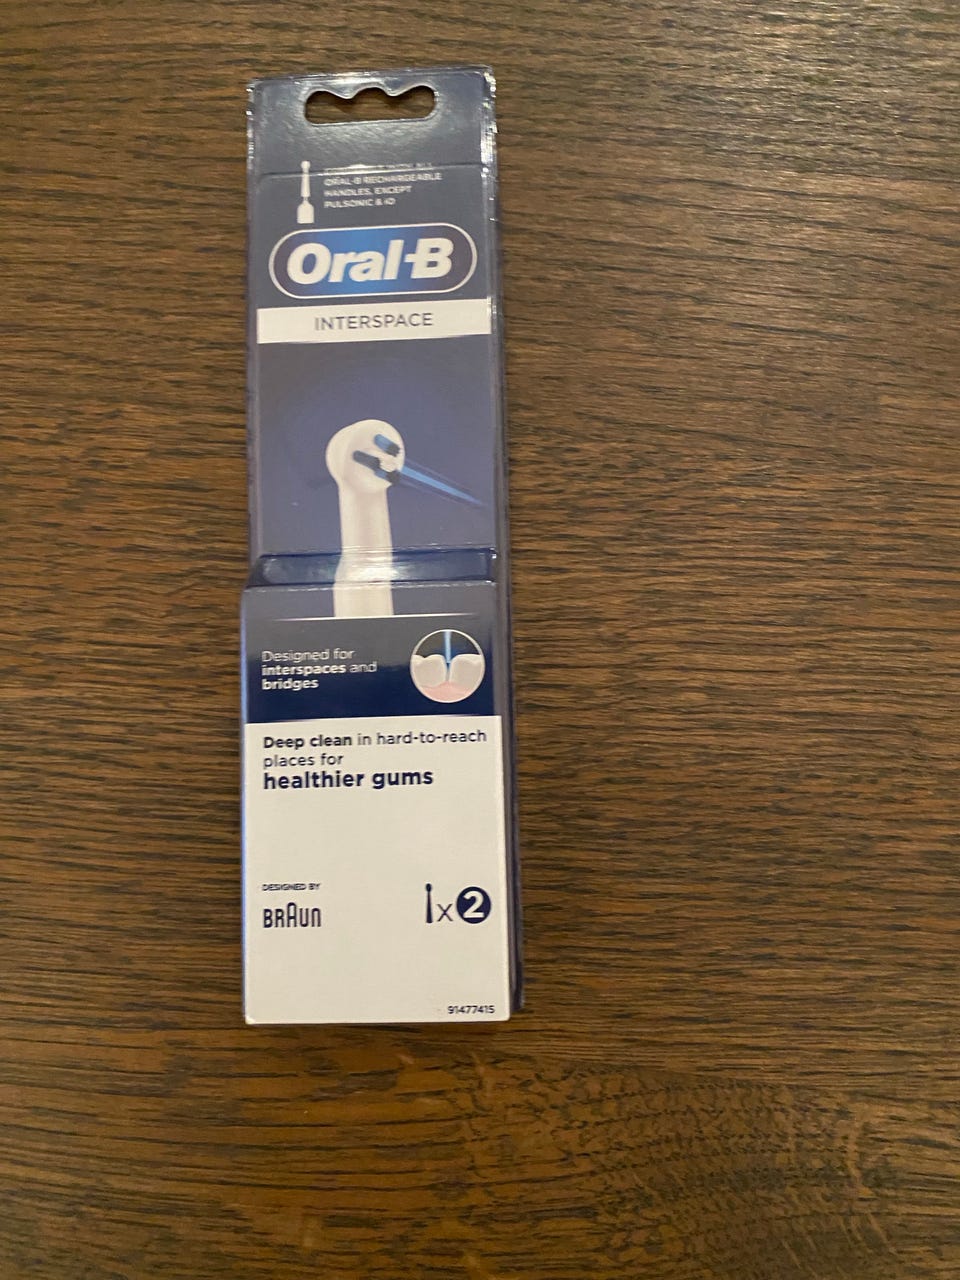 ORAL-B RECHARGEABLE
HANDLES, EXCEPT
PULSONIC & iO
Oral-B
INTERSPACE
Designed for
interspaces and
bridges
Deep clean in hard-to-reach
places for
healthier gums
DESIGNED BY
BRAUN
x2
91477415